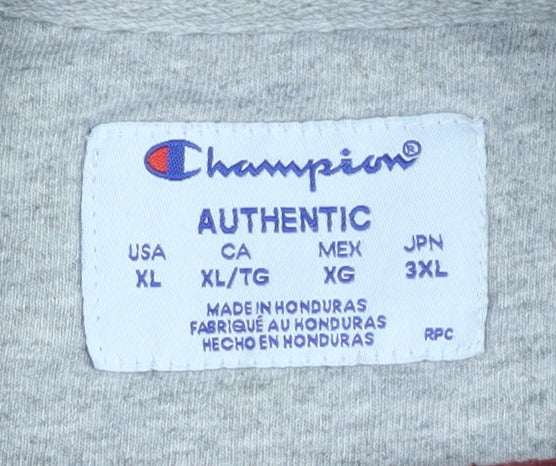 Champion®
AUTHENTIC
USA CA MEX JPN
XL XL/TG XG 3XL
MADE IN HONDURAS
FABRIQUÉ AU HONDURAS
HECHO EN HONDURAS RPC